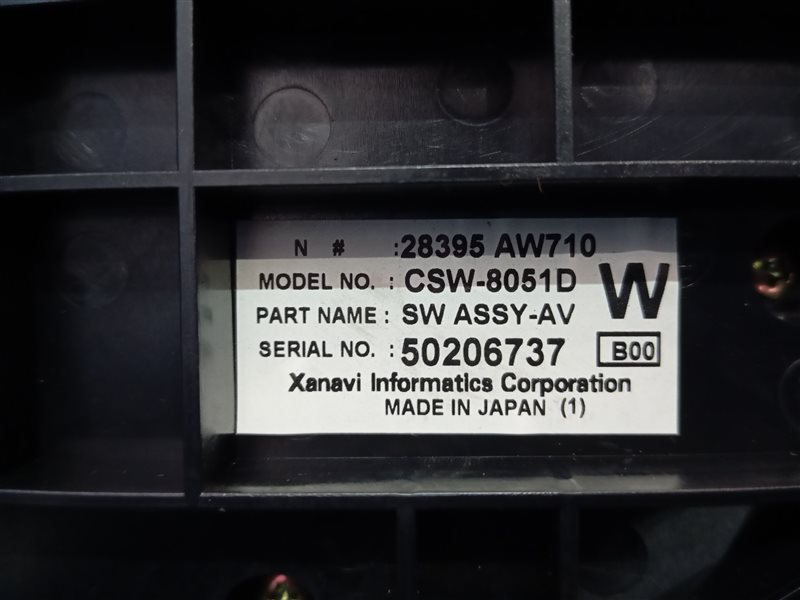 N # :28395 AW710
MODEL NO. : CSW-8051D
W
PART NAME : SW ASSY-AV
SERIAL NO. : 50206737
B00
Xanavi Informatics Corporation
MADE IN JAPAN (1)